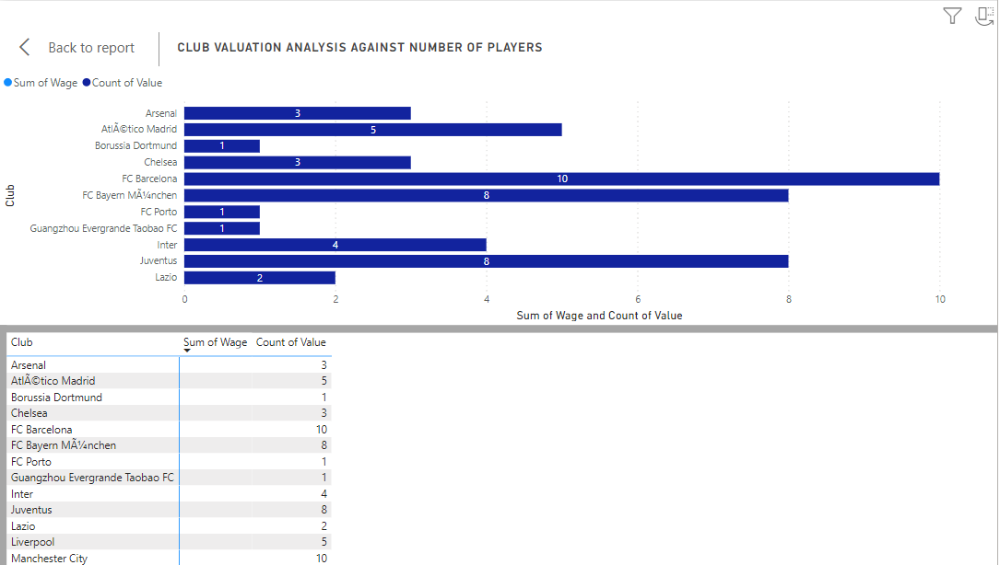 Back to report
CLUB VALUATION ANALYSIS AGAINST NUMBER OF PLAYERS
Sum of Wage Count of Value
Club
Arsenal 3
AtlÃ©tico Madrid 5
Borussia Dortmund 1
Chelsea 3
FC Barcelona 10
FC Bayern MÃ¼nchen 8
FC Porto 1
Guangzhou Evergrande Taobao FC 1
Inter 4
Juventus 8
Lazio 2
0 2 4 6 8 10
Sum of Wage and Count of Value
Club Sum of Wage Count of Value
Arsenal 3
AtlÃ©tico Madrid 5
Borussia Dortmund 1
Chelsea 3
FC Barcelona 10
FC Bayern MÃ¼nchen 8
FC Porto 1
Guangzhou Evergrande Taobao FC 1
Inter 4
Juventus 8
Lazio 2
Liverpool 5
Manchester City 10